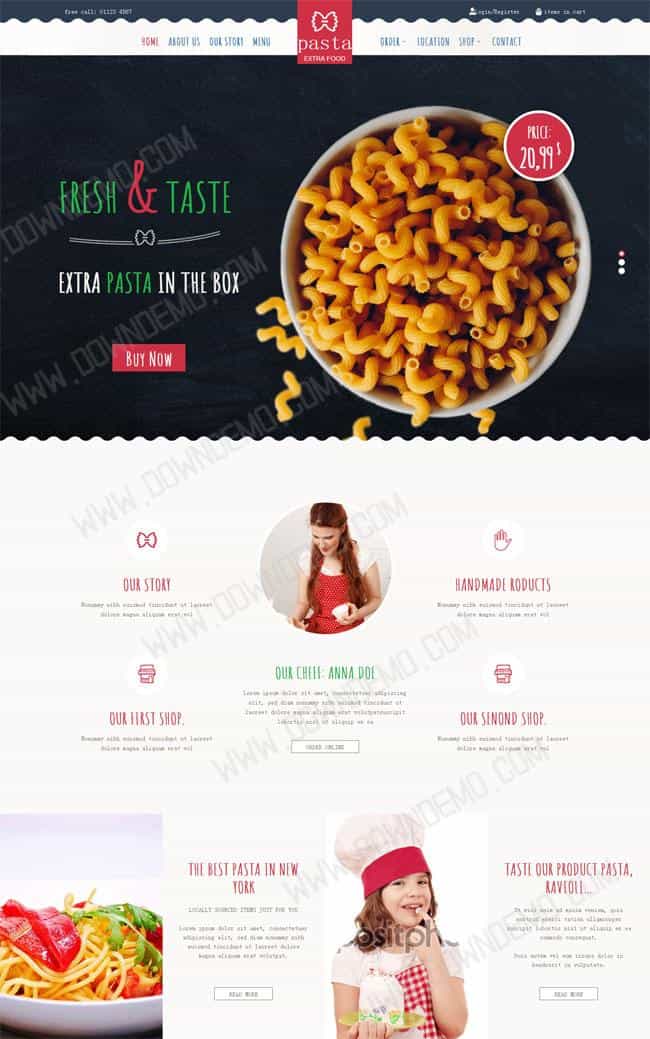 free call: 01123 4567
Login/Register
items in cart
HOME ABOUT US OUR STORY MENU
pasta
EXTRA FOOD
ORDER LOCATION SHOP CONTACT
FRESH & TASTE
EXTRA PASTA IN THE BOX
Buy Now
PRICE:
20,99 $
OUR STORY
Nonummy nibh euismod tincidunt ut laoreet
dolore magna aliquam erat vol
HANDMADE RODUCTS
Nonummy nibh euismod tincidunt ut laoreet
dolore magna aliquam erat vol
OUR CHEFF: ANNA DOE
Lorem ipsum dolor sit amet, consectetuer adipiscing
elit, sed diam nonummy nibh euismod tincidunt ut
laoreet dolore magna aliquam erat volutpatsuscipit
lobortis nisl ut aliquip ex ea
ORDER ONLINE
OUR FIRST SHOP.
Nonummy nibh euismod tincidunt ut laoreet
dolore magna aliquam erat vol
OUR SENOND SHOP.
Nonummy nibh euismod tincidunt ut laoreet
dolore magna aliquam erat vol
THE BEST PASTA IN NEW
YORK
LOCALLY SOURCED ITEMS JUST FOR YOU
Lorem ipsum dolor sit amet, consectetuer
adipiscing elit, sed diam nonummy nibh
euismod tincidunt ut laoreet dolore
magna aliquam erat volutpat.
READ MORE
TASTE OUR PRODUCT PASTA,
RAVIOLI...
Ut wisi enim ad minim veniam, quis
nostrud exerci tation ullamcorper
suscipit lobortis nisl ut aliquip ex ea
commodo consequat.
Duis autem vel eum iriure dolor in
hendrerit in vulputate.
READ MORE
WWW.DOWNDEMO.COM